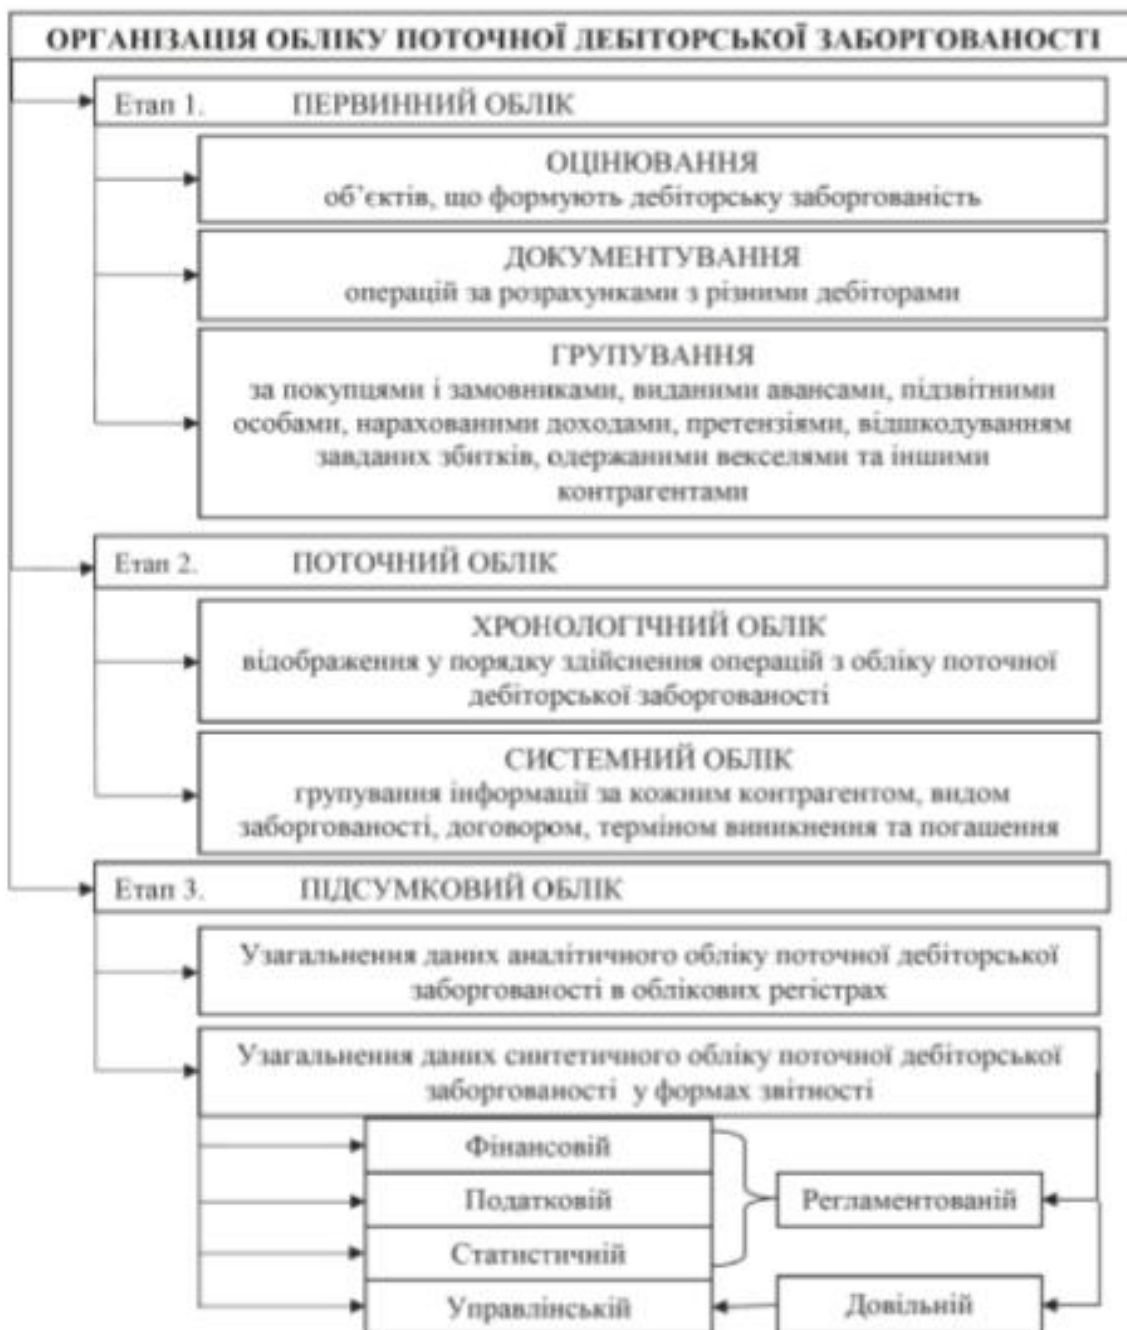 ОРГАНІЗАЦІЯ ОБЛІКУ ПОТОЧНОЇ ДЕБІТОРСЬКОЇ ЗАБОРГОВАНОСТІ
Етап 1. ПЕРВИННИЙ ОБЛІК
ОЦІНЮВАННЯ
об’єктів, що формують дебіторську заборгованість
ДОКУМЕНТУВАННЯ
операцій за розрахунками з різними дебіторами
ГРУПУВАННЯ
за покупцями і замовниками, виданими авансами, підзвітними
особами, нарахованими доходами, претензіями, відшкодуванням
завданих збитків, одержаними векселями та іншими
контрагентами
Етап 2. ПОТОЧНИЙ ОБЛІК
ХРОНОЛОГІЧНИЙ ОБЛІК
відображення у порядку здійснення операцій з обліку поточної
дебіторської заборгованості
СИСТЕМНИЙ ОБЛІК
групування інформації за кожним контрагентом, видом
заборгованості, договором, терміном виникнення та погашення
Етап 3. ПІДСУМКОВИЙ ОБЛІК
Узагальнення даних аналітичного обліку поточної дебіторської
заборгованості в облікових регістрах
Узагальнення даних синтетичного обліку поточної дебіторської
заборгованості у формах звітності
Фінансовій
Податковій
Регламентованій
Статистичній
Управлінській
Довільній